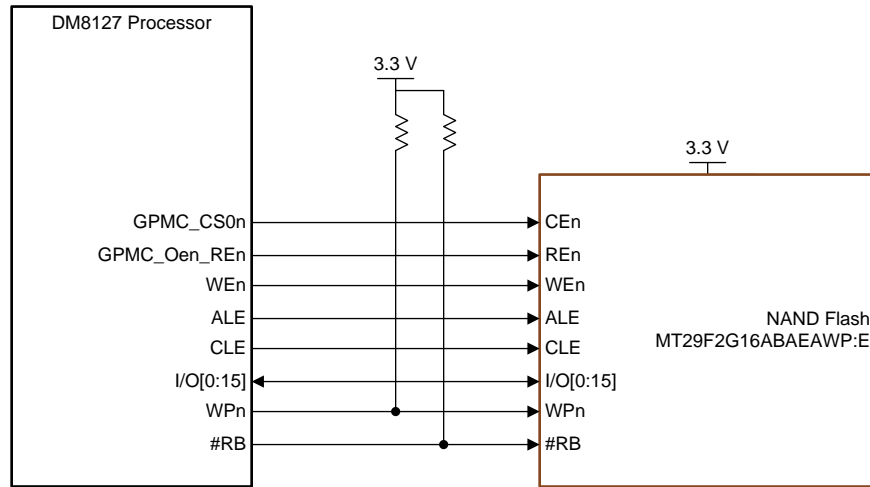 DM8127 Processor
3.3 V
3.3 V
GPMC_CS0n
CEn
GPMC_Oen_REn
REn
WEn
WEn
ALE
ALE
NAND Flash
MT29F2G16ABAEAWP:E
CLE
CLE
I/O[0:15]
I/O[0:15]
WPn
WPn
#RB
#RB